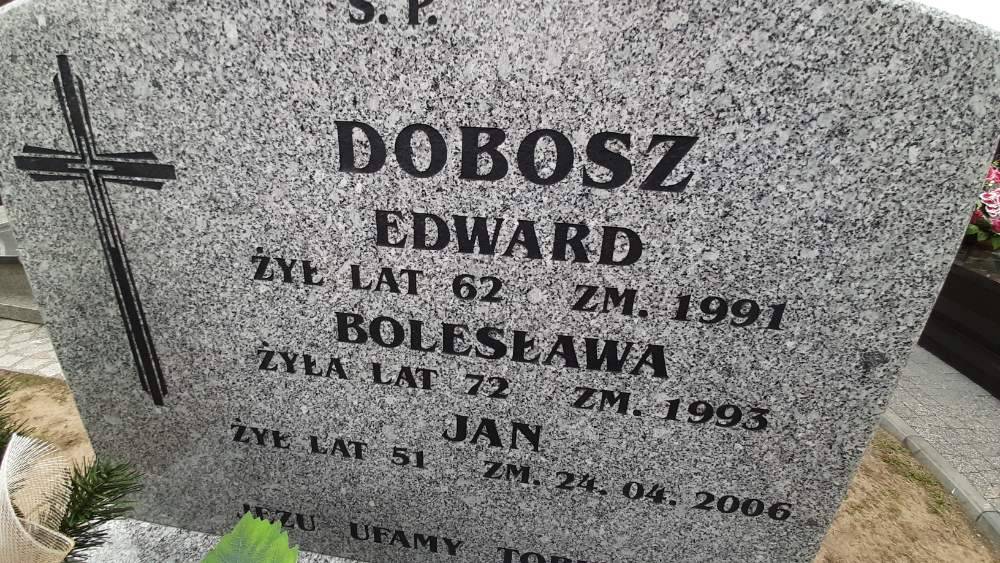 Ś. P.
DOBOSZ
EDWARD
ŻYŁ LAT 62 ZM. 1991
BOLESŁAWA
ŻYŁA LAT 72 ZM. 1993
JAN
ŻYŁ LAT 51 ZM. 24. 04. 2006
JEZU UFAMY